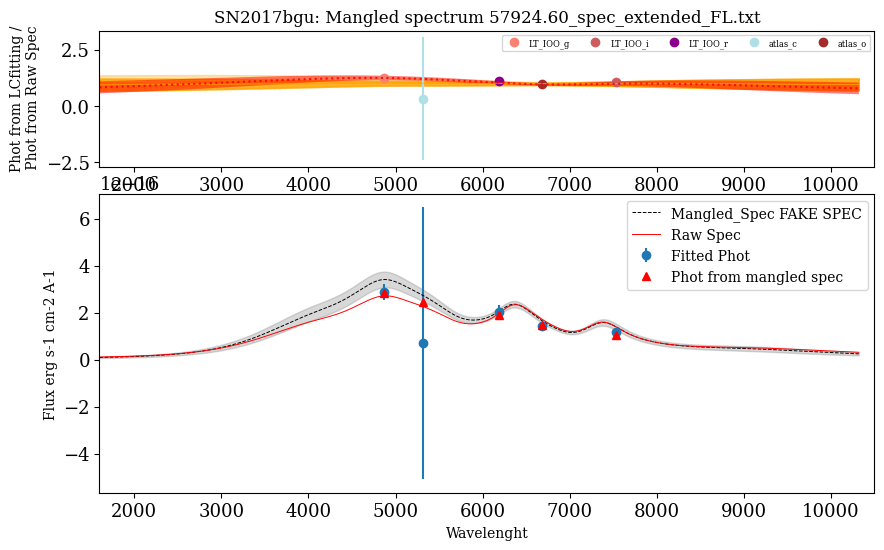 SN2017bgu: Mangled spectrum 57924.60_spec_extended_FL.txt
Phot from LCfitting /
Phot from Raw Spec
2.5
0.0
−2.5
LT_IOO_g LT_IOO_i LT_IOO_r atlas_c atlas_o
2000 3000 4000 5000 6000 7000 8000 9000 10000
1e−16
Flux erg s-1 cm-2 A-1
6
4
2
0
−2
−4
Mangled_Spec FAKE SPEC
Raw Spec
Fitted Phot
Phot from mangled spec
2000 3000 4000 5000 6000 7000 8000 9000 10000
Wavelenght